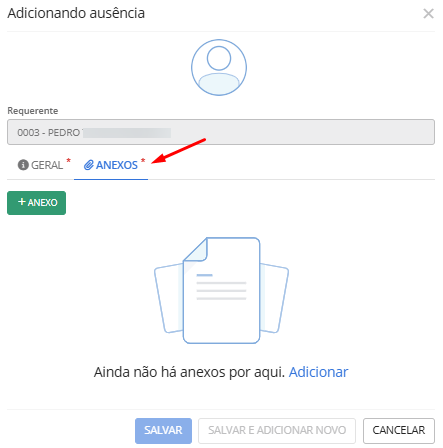 Adicionando ausência
Requerente
0003 - PEDRO
GERAL *
ANEXOS *
+ ANEXO
Ainda não há anexos por aqui. Adicionar
SALVAR
SALVAR E ADICIONAR NOVO
CANCELAR